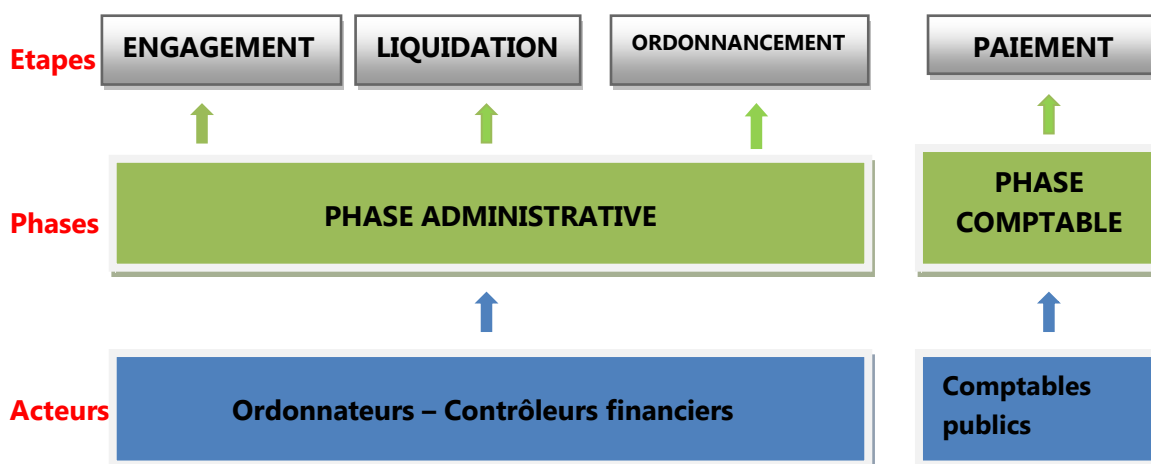 Etapes
ENGAGEMENT
LIQUIDATION
ORDONNANCEMENT
PAIEMENT
Phases
PHASE ADMINISTRATIVE
PHASE
COMPTABLE
Acteurs
Ordonnateurs – Contrôleurs financiers
Comptables
publics